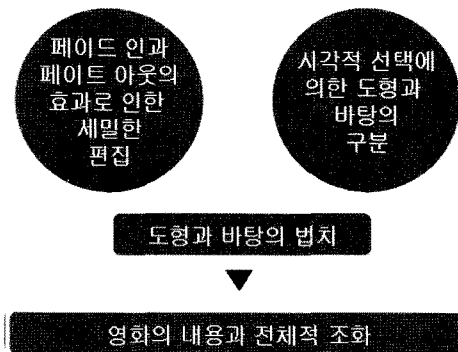 페이드 인과
페이트 아웃의
효과로 인한
세밀한
편집
시각적 선택에
의한 도형과
바탕의
구분
도형과 바탕의 법치
영화의 내용과 전체적 조화